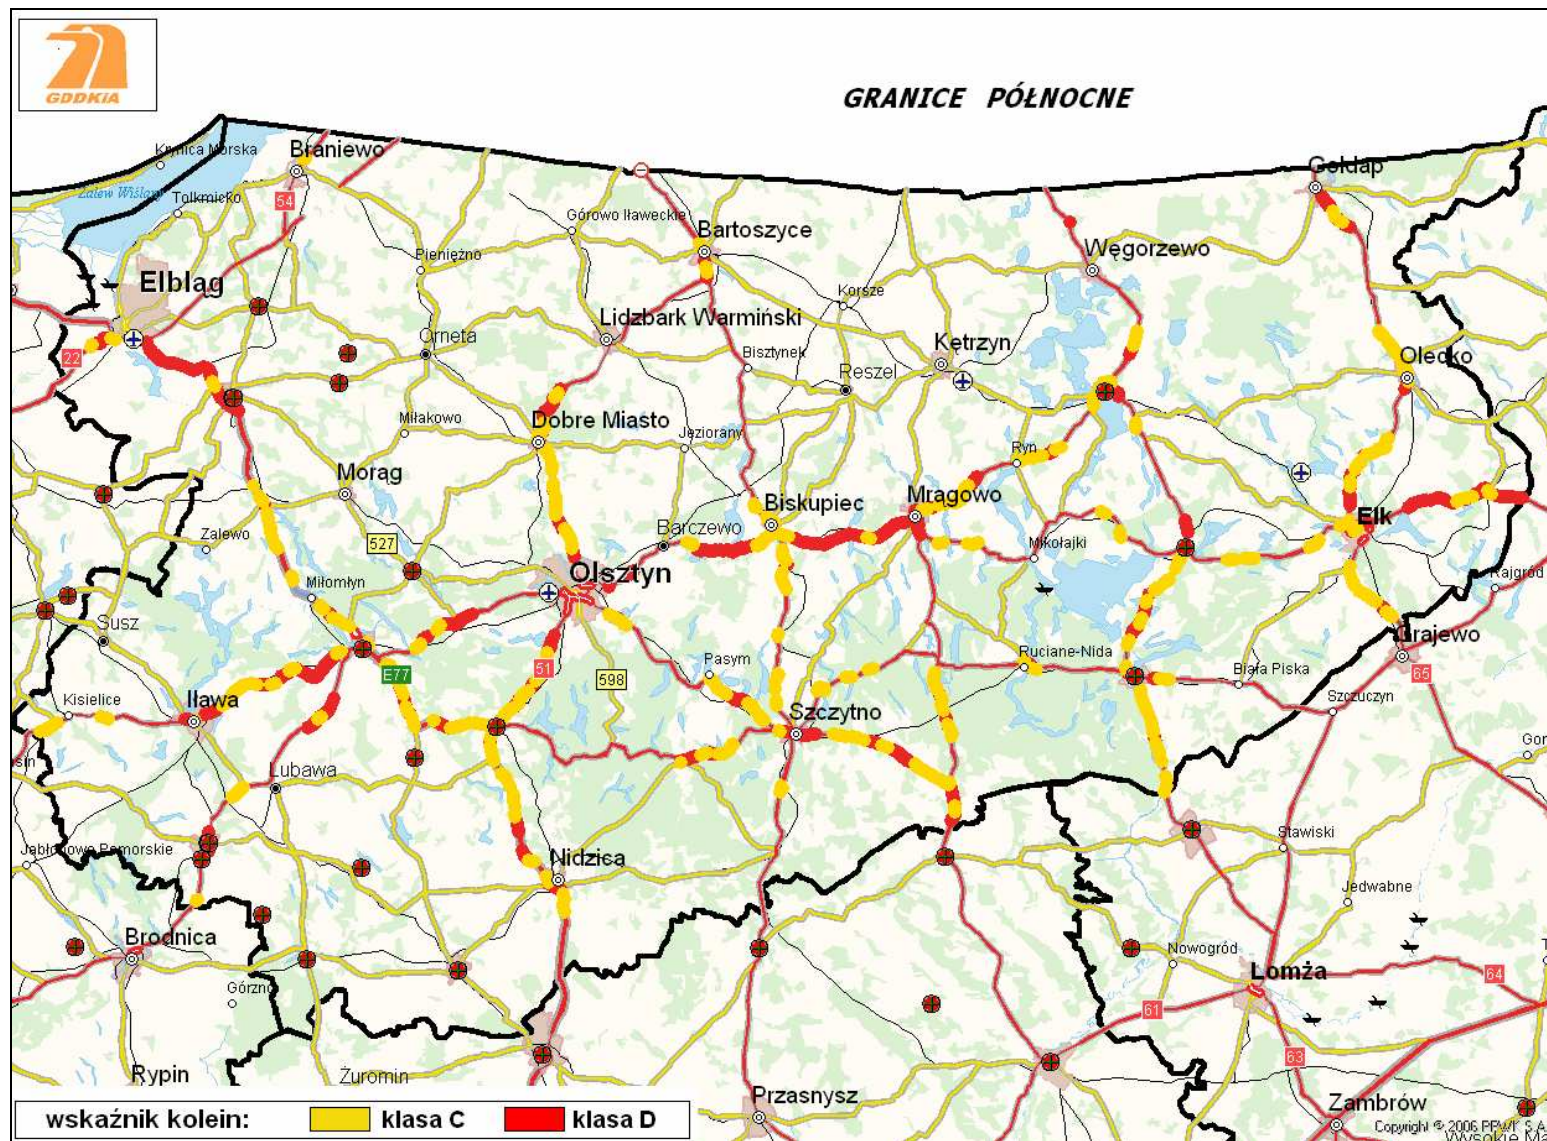 GDDKiA
GRANICE PÓŁNOCNE
Krynica Morska
Braniewo
Gołdap
Zalew Wiślany
Tolkmicko
54
Górowo Iławeckie
Bartoszyce
Pieniężno
Węgorzewo
Elbląg
Korsze
Lidzbark Warmiński
Orneta
Kętrzyn
22
Bisztynek
Reszel
Olecko
Dobre Miasto
Miłakowo
Jeziorany
Ryn
Morąg
Biskupiec
Mrągowo
Ełk
Zalewo
527
Barczewo
Mikołajki
Olsztyn
Miłomłyn
Rajgród
Susz
Grajewo
Pasym
Ruciane-Nida
51
E77
598
Biała Piska
65
Kisielice
Iława
Szczuczyn
Szczytno
Lubawa
Stawiski
Jabłonowo Pomorskie
Nidzica
Jedwabne
Brodnica
Nowogród
Łomża
64
Górzno
61
63
Rypin
Żuromin
Przasnysz
Zambrów
wskaźnik kolein:
klasa C
klasa D
Copyright © 2006 PPWK S.A.